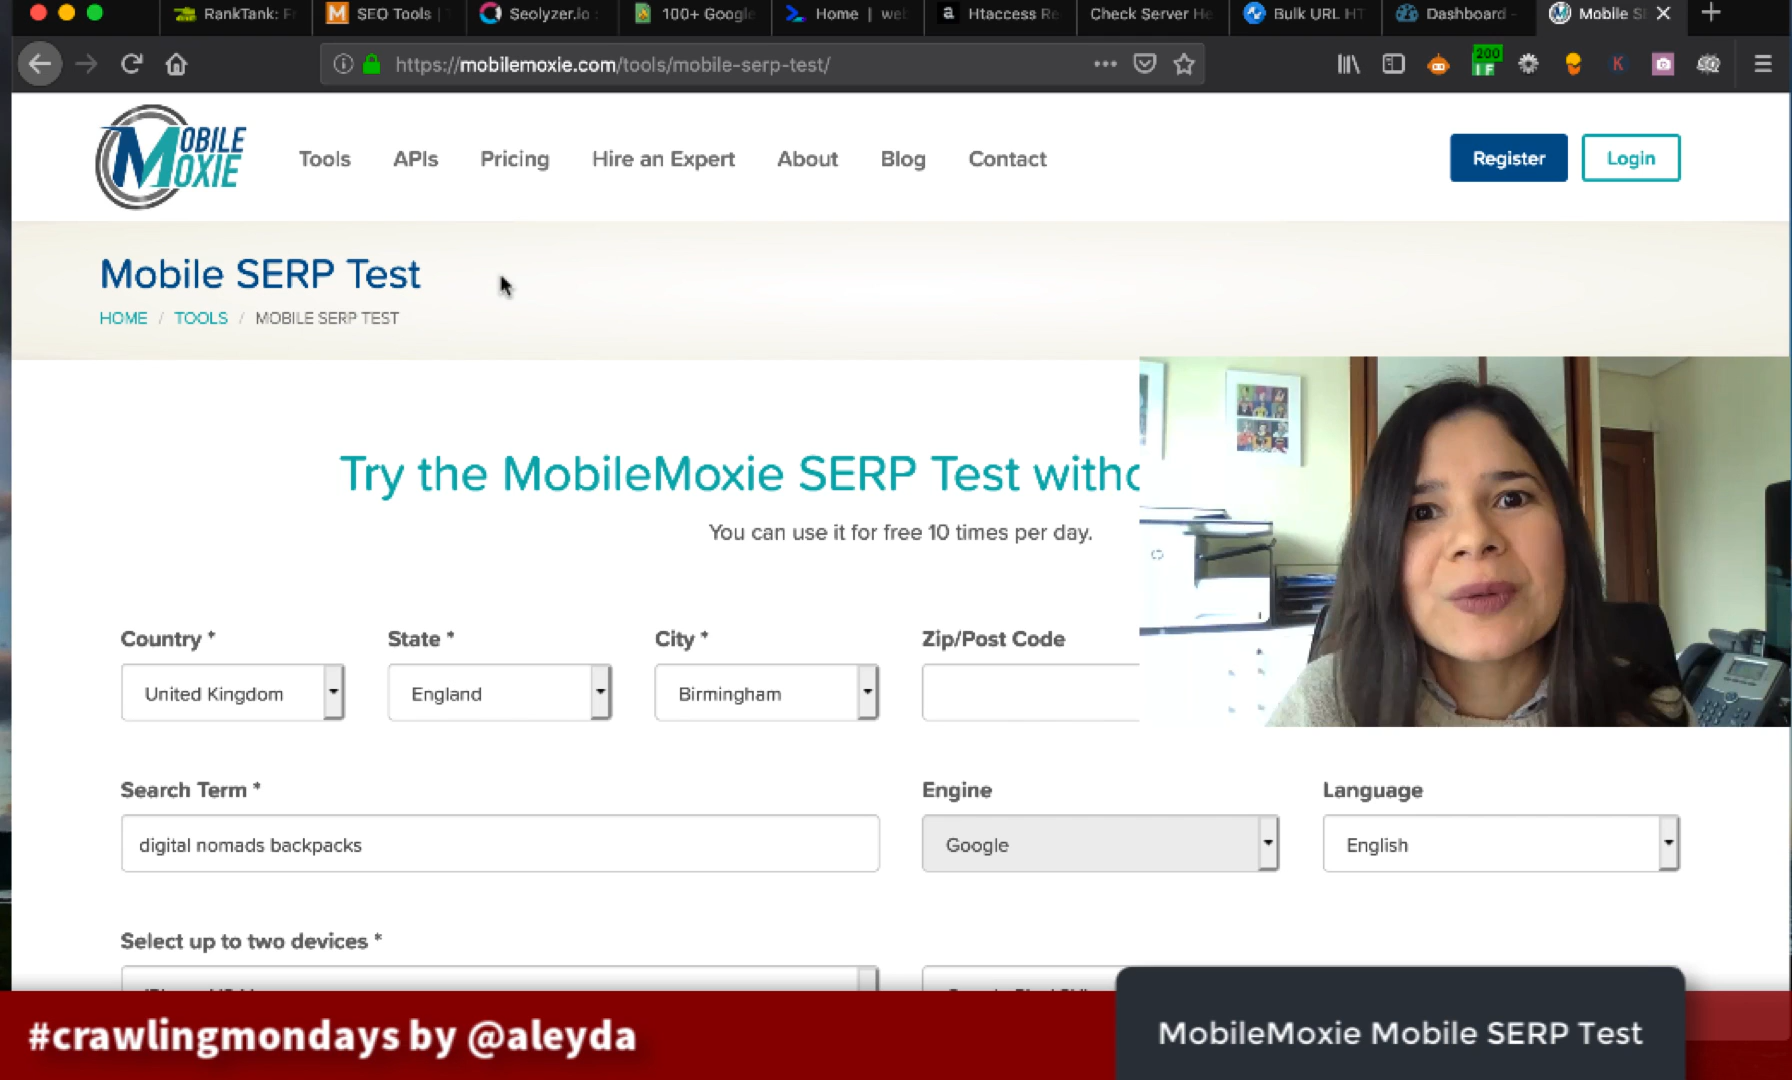 RankTank: F
SEO Tools
Seolyzer.io
100+ Google
Home | web
Htaccess Re
Check Server He
Bulk URL HT
Dashboard -
Mobile S
https://mobilemoxie.com/tools/mobile-serp-test/
200
MOBILE
MOXIE
Tools
APIs
Pricing
Hire an Expert
About
Blog
Contact
Register
Login
Mobile SERP Test
HOME / TOOLS / MOBILE SERP TEST
Try the MobileMoxie SERP Test witho
You can use it for free 10 times per day.
Country *
State *
City *
Zip/Post Code
United Kingdom
England
Birmingham
Search Term *
Engine
Language
digital nomads backpacks
Google
English
Select up to two devices *
#crawlingmondays by @aleyda
MobileMoxie Mobile SERP Test